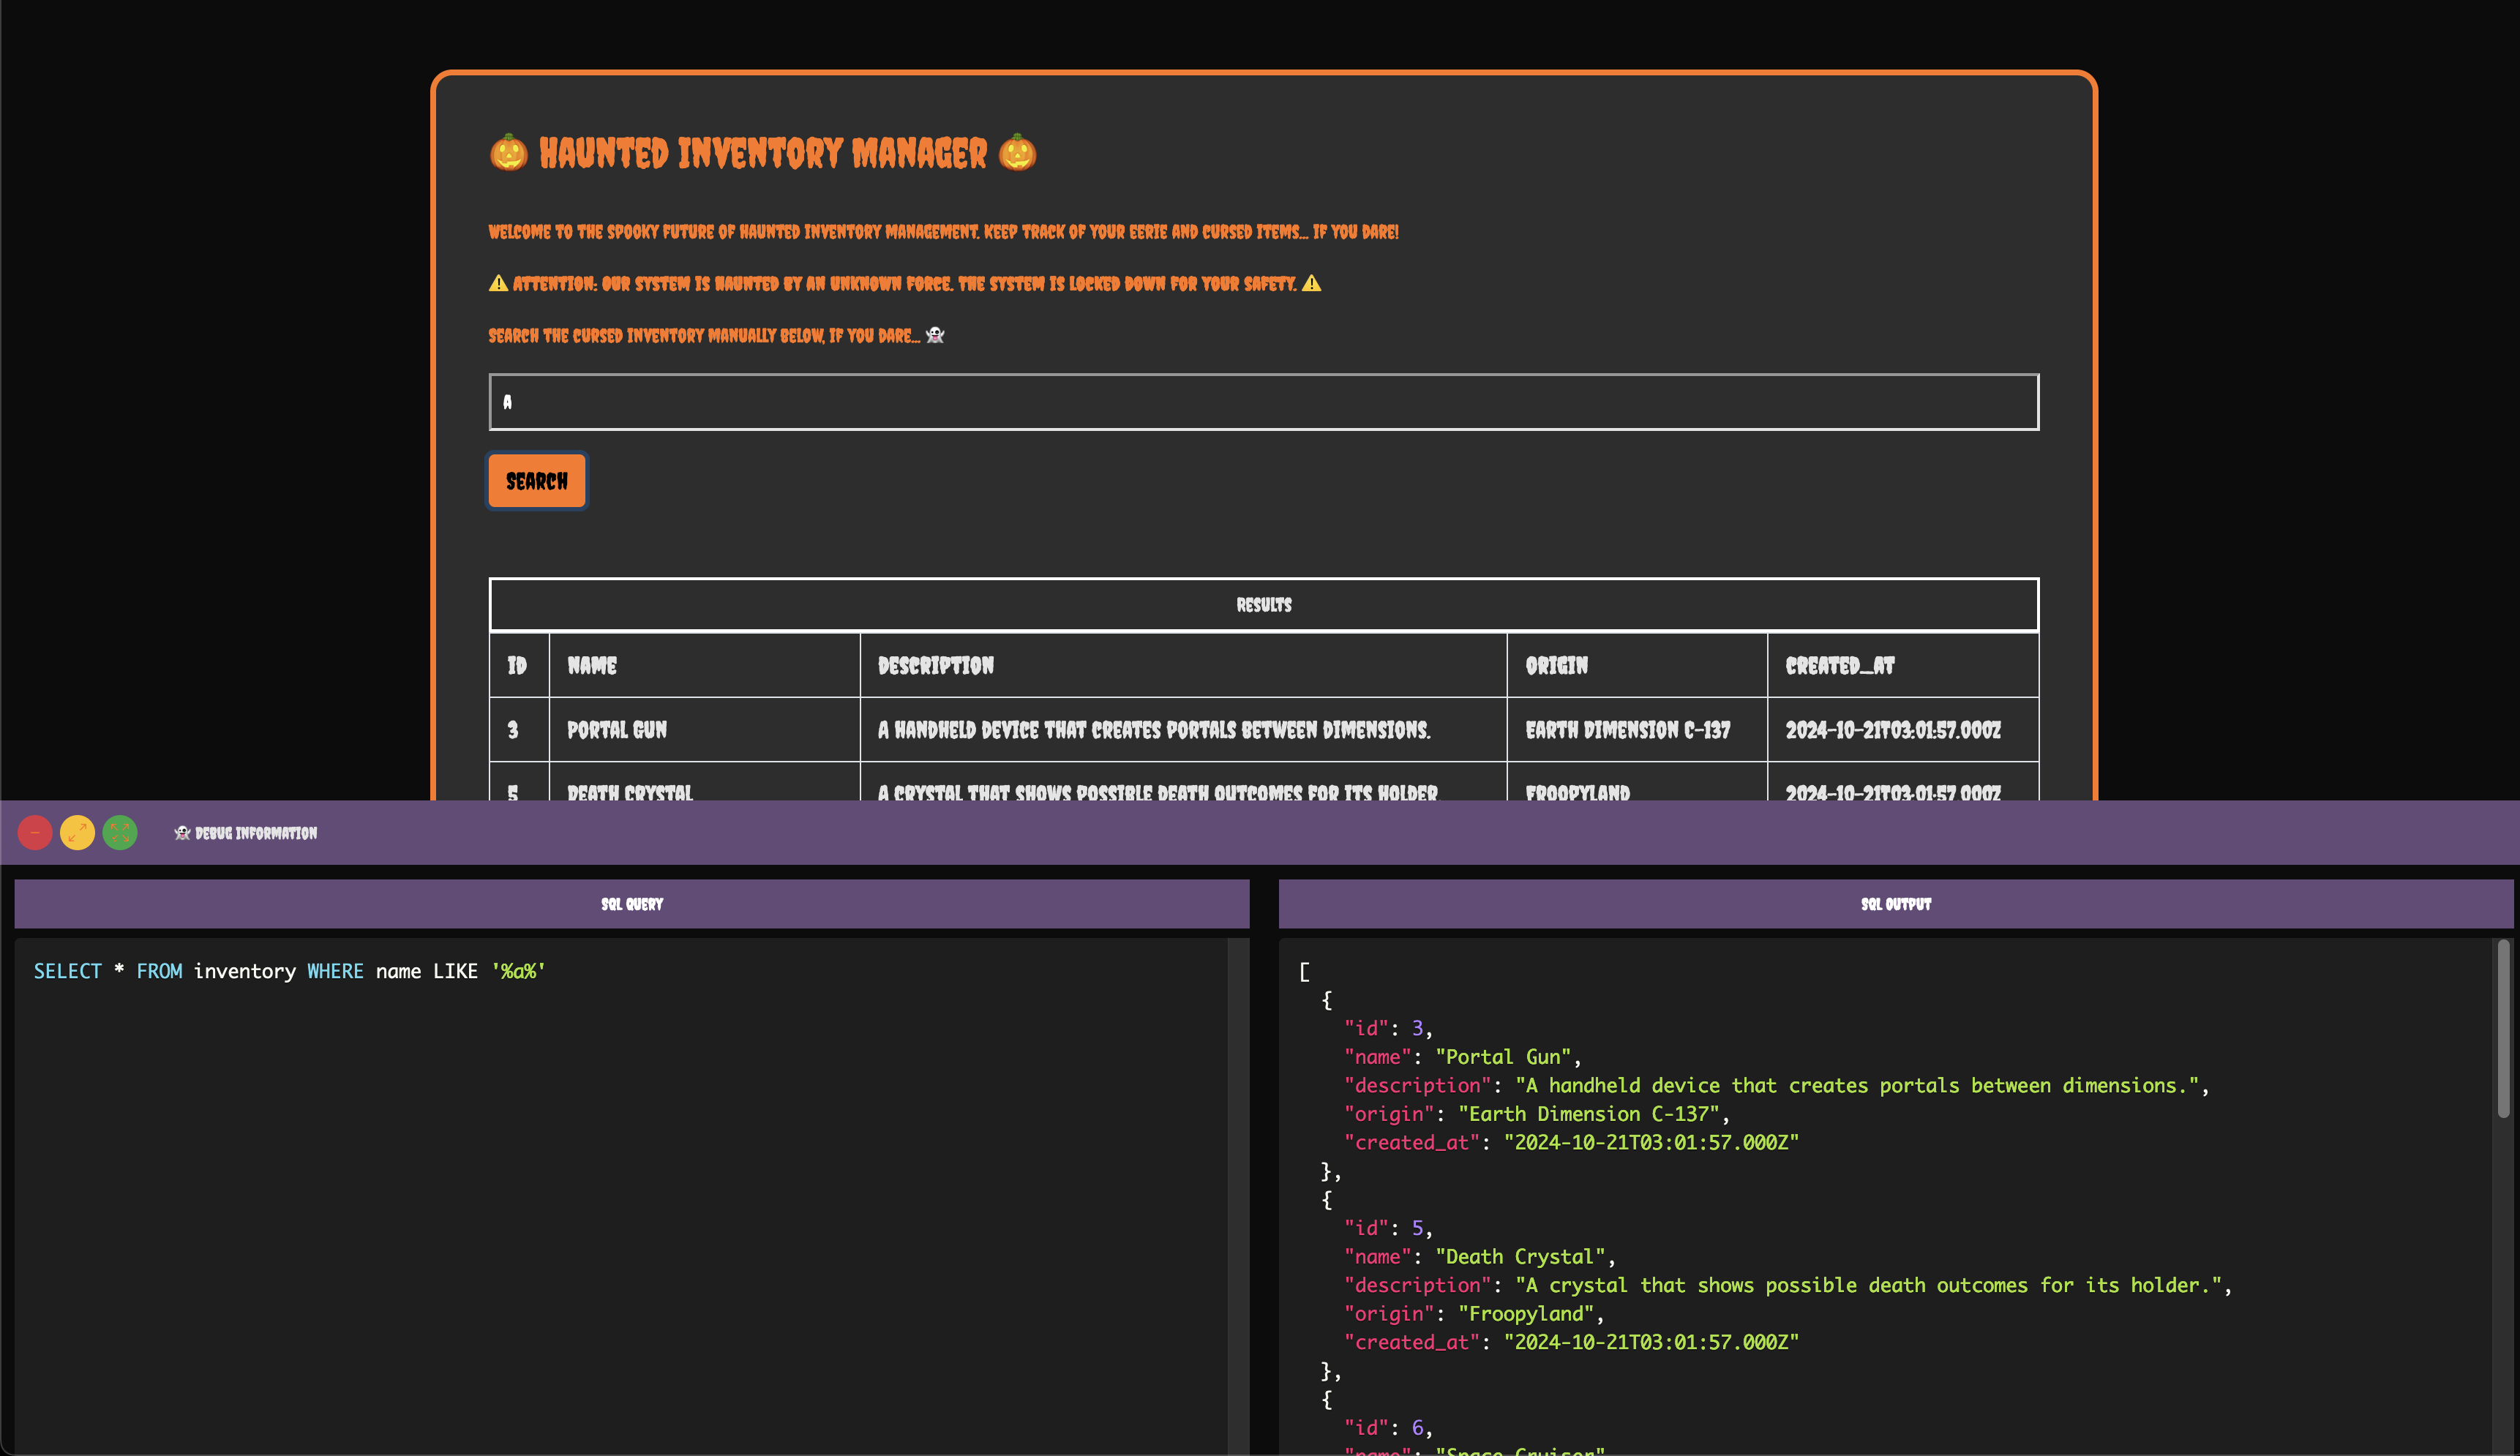 🎃 HAUNTED INVENTORY MANAGER 🎃
WELCOME TO THE SPOOKY FUTURE OF HAUNTED INVENTORY MANAGEMENT. KEEP TRACK OF YOUR EERIE AND CURSED ITEMS... IF YOU DARE!
⚠️ ATTENTION: OUR SYSTEM IS HAUNTED BY AN UNKNOWN FORCE. THE SYSTEM IS LOCKED DOWN FOR YOUR SAFETY. ⚠️
SEARCH THE CURSED INVENTORY MANUALLY BELOW, IF YOU DARE... 👻
A
SEARCH
RESULTS
ID NAME DESCRIPTION ORIGIN CREATED_AT
3 PORTAL GUN A HANDHELD DEVICE THAT CREATES PORTALS BETWEEN DIMENSIONS. EARTH DIMENSION C-137 2024-10-21T03:01:57.000Z
5 DEATH CRYSTAL A CRYSTAL THAT SHOWS POSSIBLE DEATH OUTCOMES FOR ITS HOLDER FROOPYLAND 2024-10-21T03:01:57.000Z
👻 DEBUG INFORMATION
SQL QUERY
SELECT * FROM inventory WHERE name LIKE '%a%'
SQL OUTPUT
[
{
"id": 3,
"name": "Portal Gun",
"description": "A handheld device that creates portals between dimensions.",
"origin": "Earth Dimension C-137",
"created_at": "2024-10-21T03:01:57.000Z"
},
{
"id": 5,
"name": "Death Crystal",
"description": "A crystal that shows possible death outcomes for its holder.",
"origin": "Froopyland",
"created_at": "2024-10-21T03:01:57.000Z"
},
{
"id": 6,
"name": "Space Cruiser"